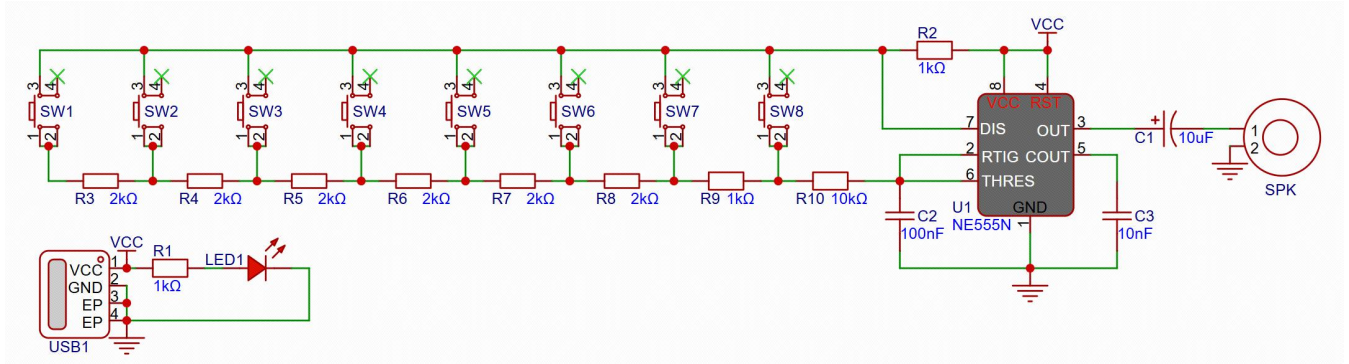 VCC
R2
1kΩ
3 4 SW1 1 2
3 4 SW2 1 2
3 4 SW3 1 2
3 4 SW4 1 2
3 4 SW5 1 2
3 4 SW6 1 2
3 4 SW7 1 2
3 4 SW8 1 2
R3 2kΩ
R4 2kΩ
R5 2kΩ
R6 2kΩ
R7 2kΩ
R8 2kΩ
R9 1kΩ
R10 10kΩ
8 4
VCC RST
7 DIS OUT 3
2 RTIG COUT 5
6 THRES
GND
1
U1
NE555N
C1 + 10uF
1
2
SPK
C2
100nF
C3
10nF
VCC
R1
1kΩ
LED1
VCC 1
GND 2
EP 3
EP 4
USB1